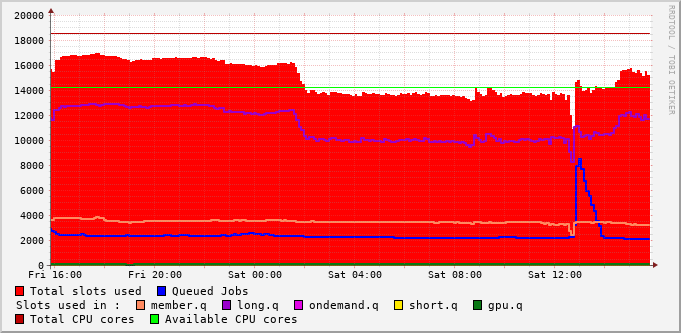 20000
18000
16000
14000
12000
10000
8000
6000
4000
2000
0
Fri 16:00 Fri 20:00 Sat 00:00 Sat 04:00 Sat 08:00 Sat 12:00
Total slots used Queued Jobs
Slots used in : member.q long.q ondemand.q short.q gpu.q
Total CPU cores Available CPU cores
RRDTOOL / TOBI OETIKER